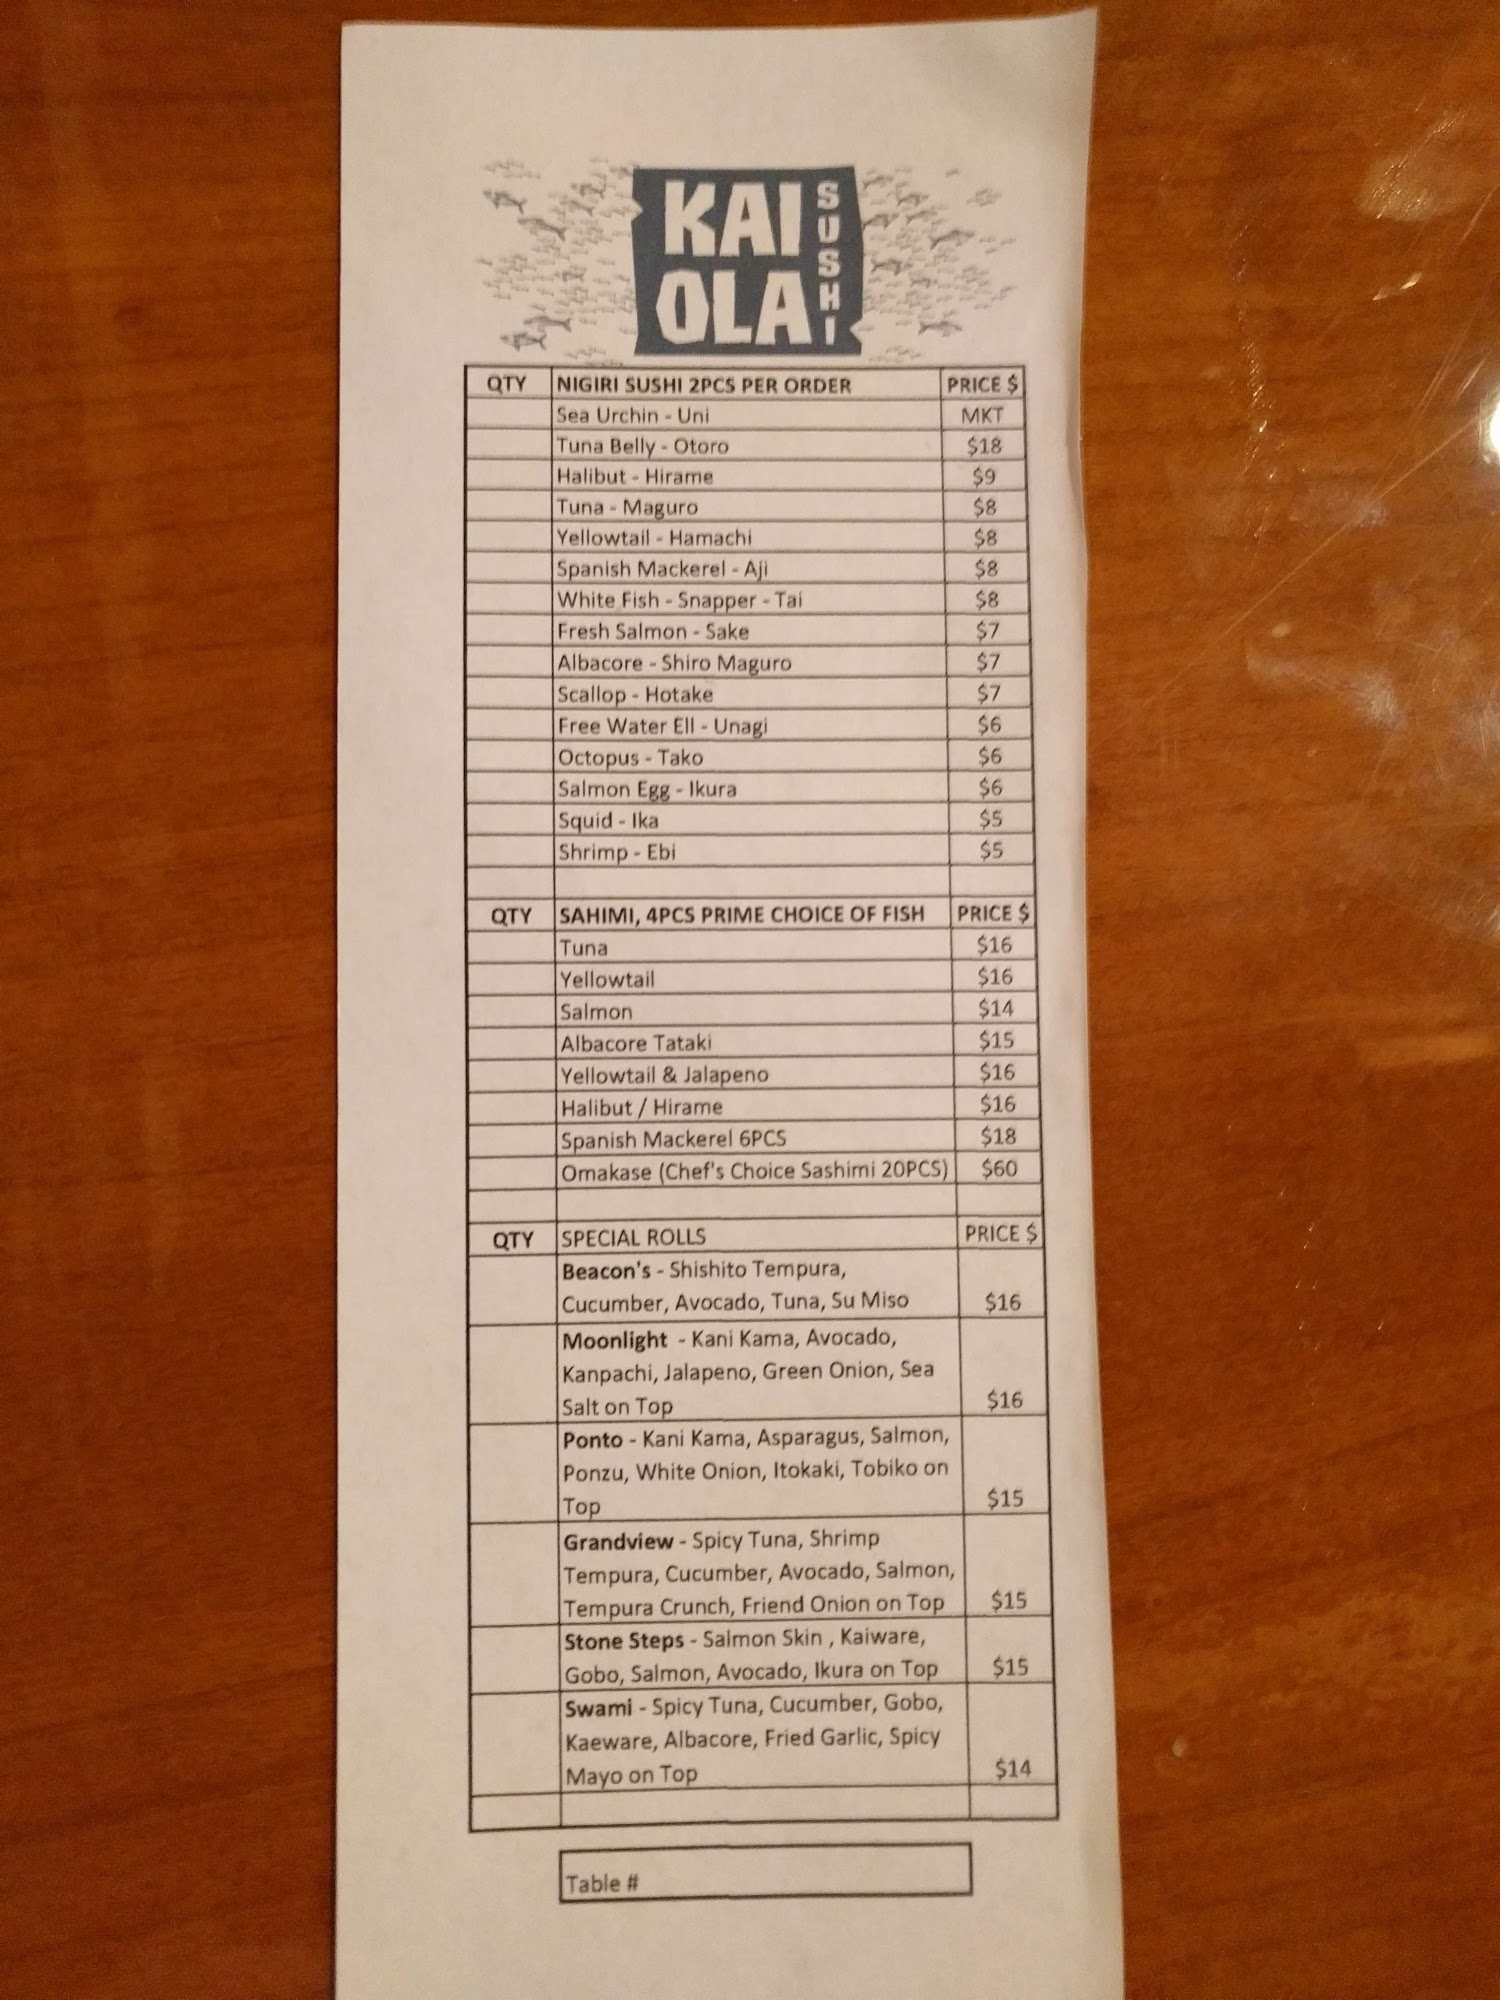 KAI OLA SUSHI
QTY NIGIRI SUSHI 2PCS PER ORDER PRICE $
Sea Urchin - Uni MKT
Tuna Belly - Otoro $18
Halibut - Hirame $9
Tuna - Maguro $8
Yellowtail - Hamachi $8
Spanish Mackerel - Aji $8
White Fish - Snapper - Tai $8
Fresh Salmon - Sake $7
Albacore - Shiro Maguro $7
Scallop - Hotake $7
Free Water Ell - Unagi $6
Octopus - Tako $6
Salmon Egg - Ikura $6
Squid - Ika $5
Shrimp - Ebi $5
QTY SAHIMI, 4PCS PRIME CHOICE OF FISH PRICE $
Tuna $16
Yellowtail $16
Salmon $14
Albacore Tataki $15
Yellowtail & Jalapeno $16
Halibut / Hirame $16
Spanish Mackerel 6PCS $18
Omakase (Chef's Choice Sashimi 20PCS) $60
QTY SPECIAL ROLLS PRICE $
Beacon's - Shishito Tempura,
Cucumber, Avocado, Tuna, Su Miso $16
Moonlight - Kani Kama, Avocado,
Kanpachi, Jalapeno, Green Onion, Sea
Salt on Top $16
Ponto - Kani Kama, Asparagus, Salmon,
Ponzu, White Onion, Itokaki, Tobiko on
Top $15
Grandview - Spicy Tuna, Shrimp
Tempura, Cucumber, Avocado, Salmon,
Tempura Crunch, Friend Onion on Top $15
Stone Steps - Salmon Skin , Kaiware,
Gobo, Salmon, Avocado, Ikura on Top $15
Swami - Spicy Tuna, Cucumber, Gobo,
Kaeware, Albacore, Fried Garlic, Spicy
Mayo on Top $14
Table #